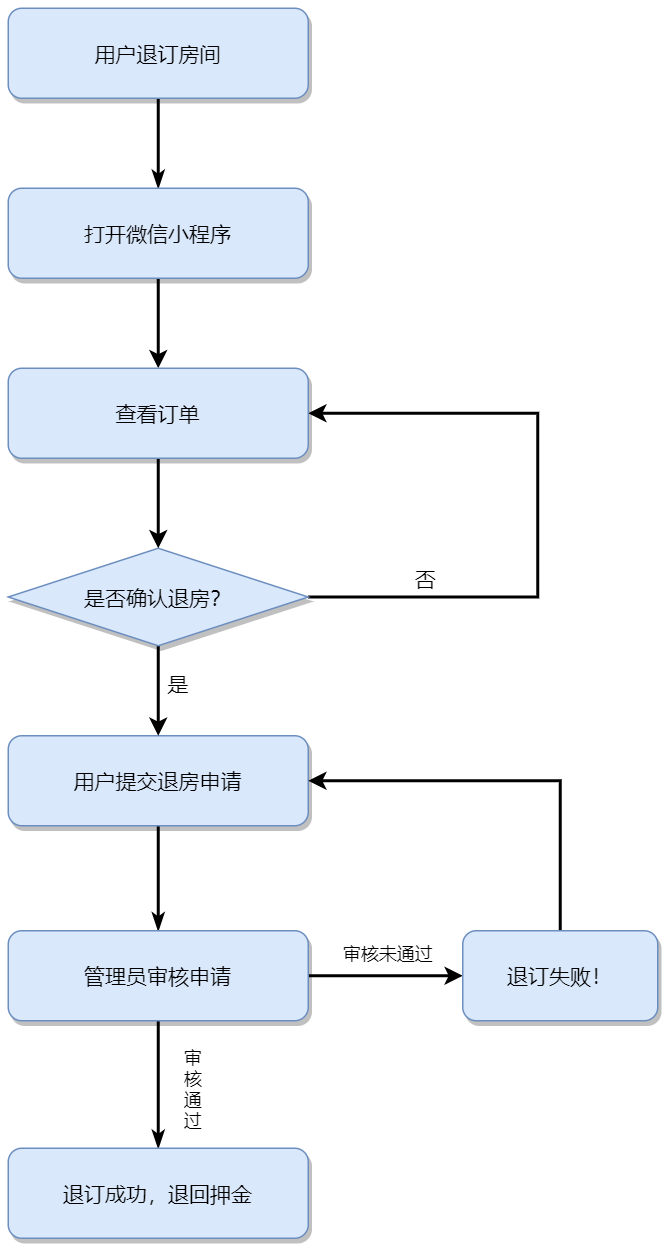 用户退订房间
打开微信小程序
查看订单
是否确认退房?
否
是
用户提交退房申请
管理员审核申请
审核未通过
退订失败!
审
核
通
过
退订成功，退回押金